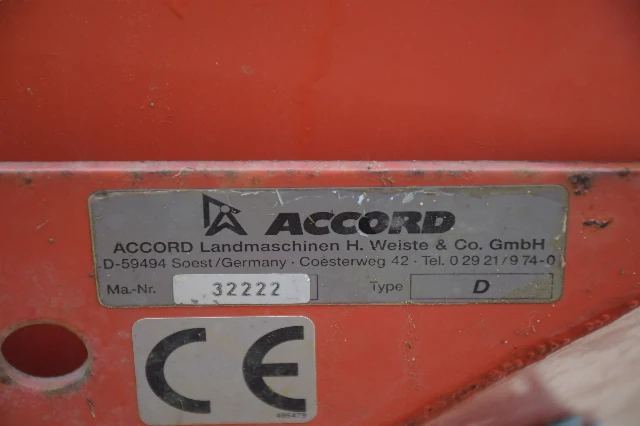 ACCORD
ACCORD Landmaschinen H. Weiste & Co. GmbH
D-59494 Soest/Germany · Coesterweg 42 · Tel. 0 29 21/9 74-0
Ma.-Nr. 32222 Type D
CE